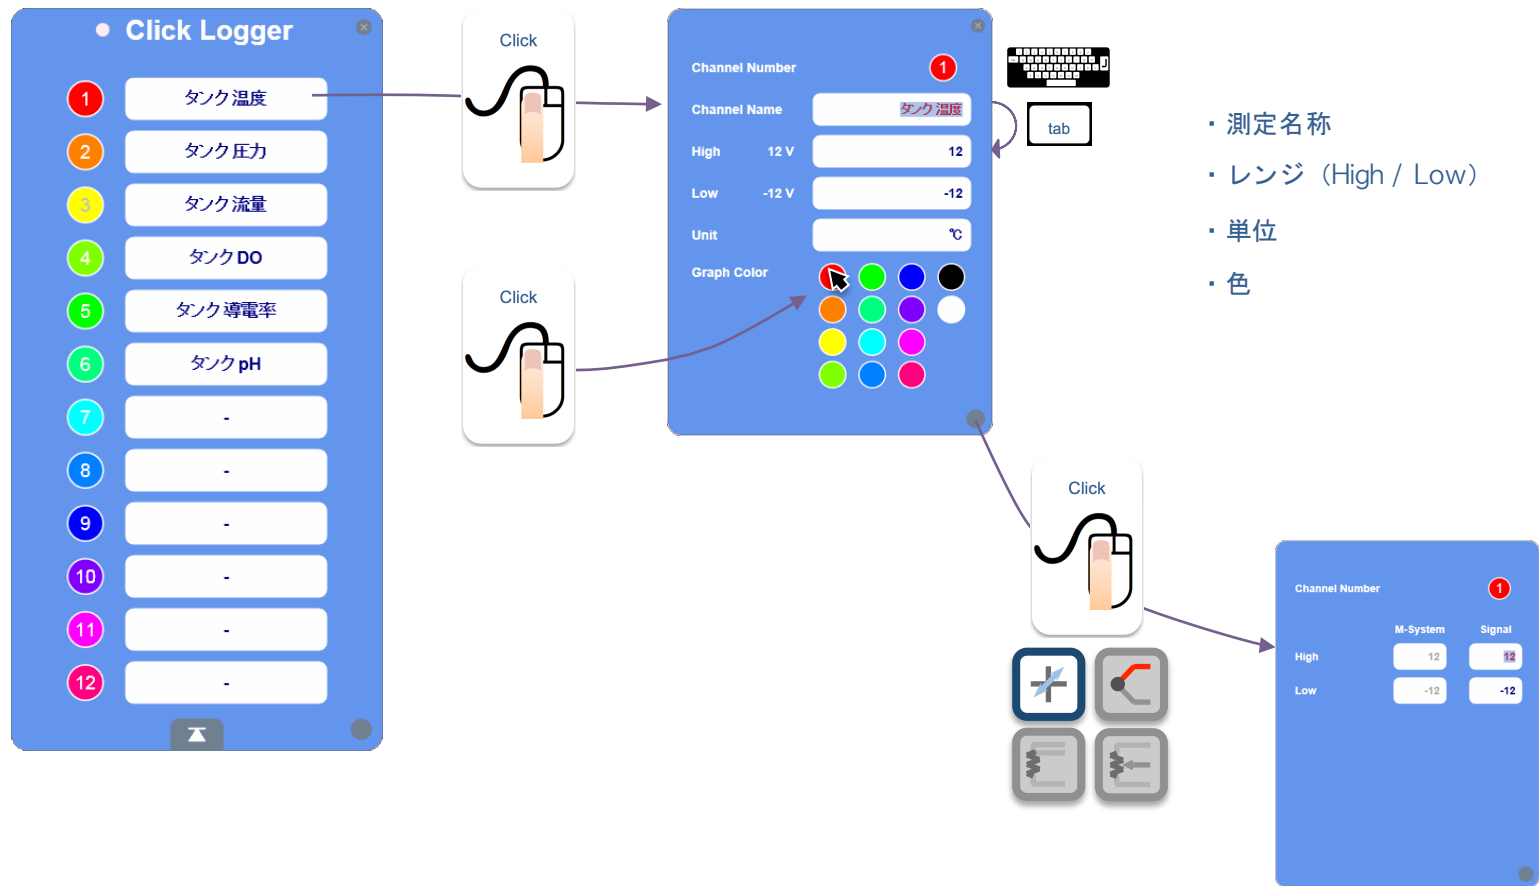 Click Logger
1 タンク温度
2 タンク圧力
3 タンク流量
4 タンクDO
5 タンク導電率
6 タンクpH
7 -
8 -
9 -
10 -
11 -
12 -
Click
Click
Channel Number 1
Channel Name タンク温度
High 12 V 12
Low -12 V -12
Unit ℃
Graph Color
tab
・測定名称
・レンジ（High / Low）
・単位
・色
Click
Channel Number 1
M-System Signal
High 12 12
Low -12 -12